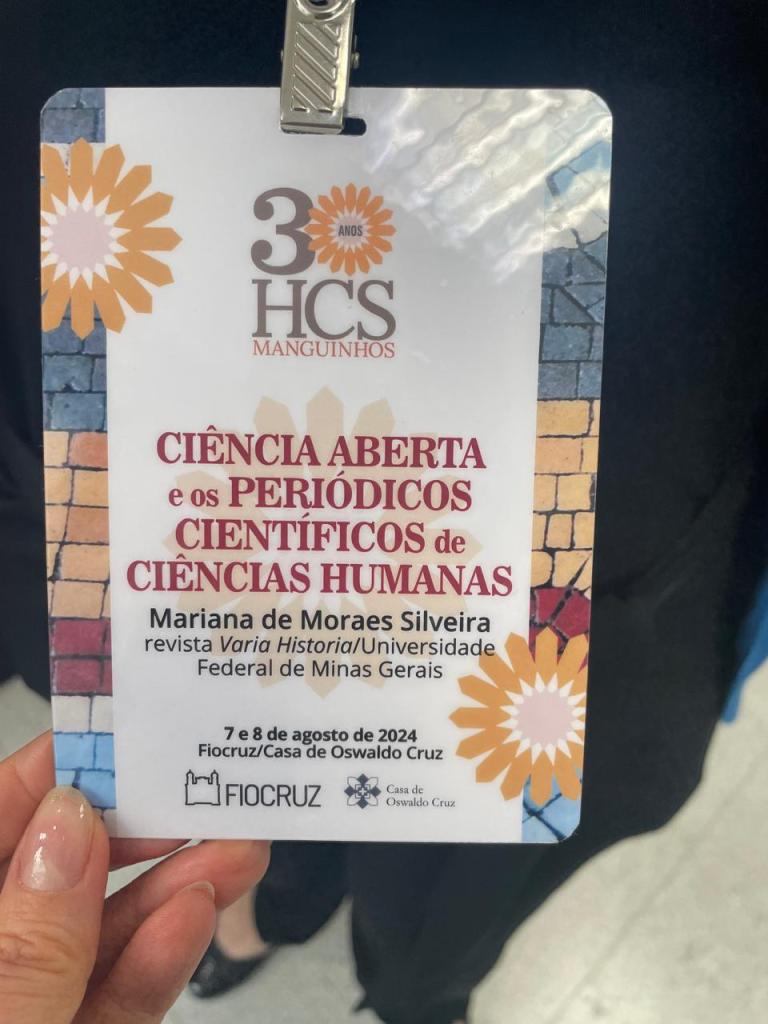 30 ANOS
HCS
MANGUINHOS
CIÊNCIA ABERTA
e os PERIÓDICOS
CIENTÍFICOS de
CIÊNCIAS HUMANAS
Mariana de Moraes Silveira
revista Varia Historia/Universidade
Federal de Minas Gerais
7 e 8 de agosto de 2024
Fiocruz/Casa de Oswaldo Cruz
FIOCRUZ
Casa de
Oswaldo Cruz